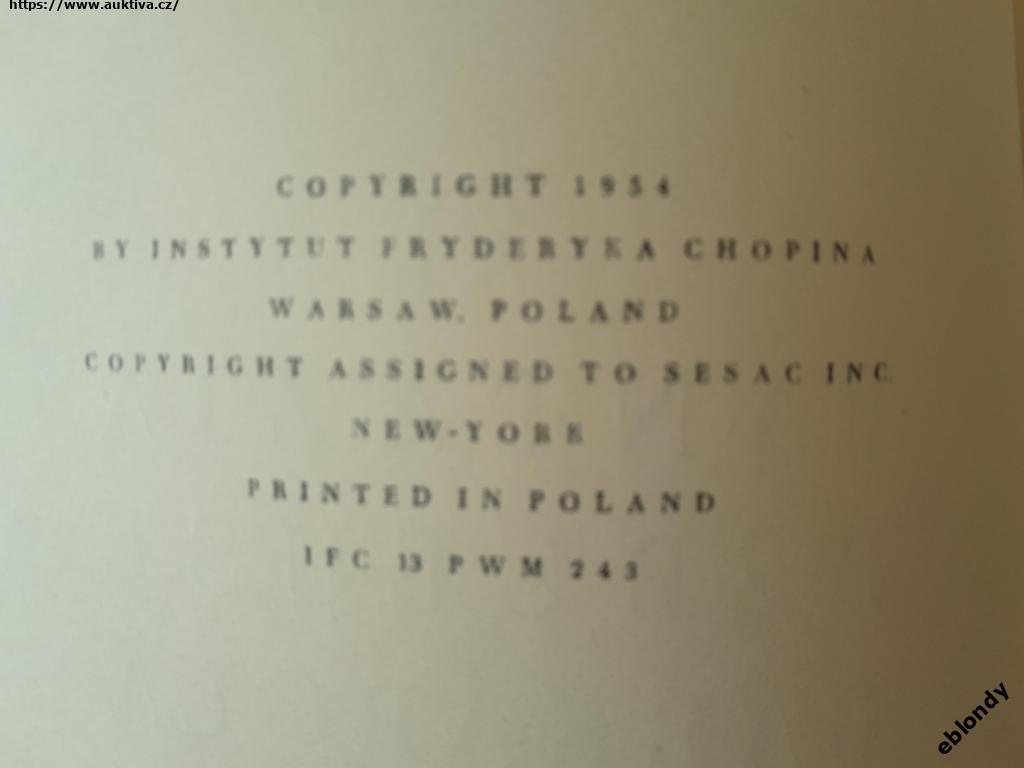 https://www.auktiva.cz/
COPYRIGHT 1954
BY INSTYTUT FRYDERYKA CHOPINA
WARSAW, POLAND
COPYRIGHT ASSIGNED TO SESAC INC.
NEW-YORK
PRINTED IN POLAND
IFC 13 PWM 243
eblondy